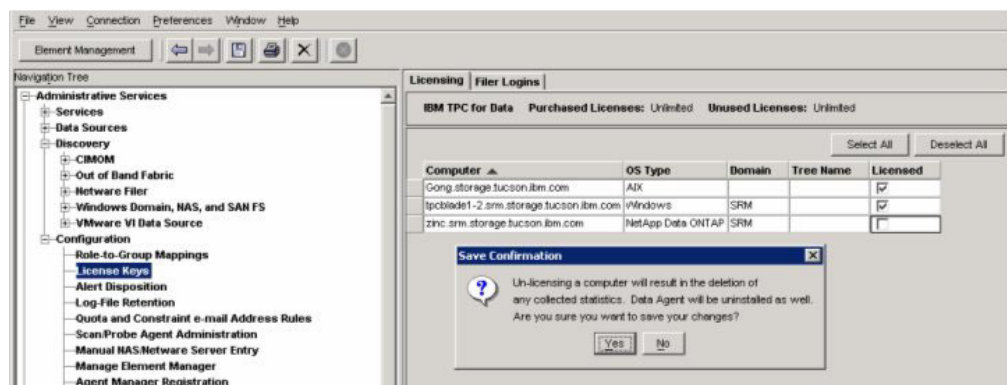 File View Connection Preferences Window Help
Element Management
Navigation Tree
Administrative Services
Services
Data Sources
Discovery
CIMOM
Out of Band Fabric
Netware Filer
Windows Domain, NAS, and SAN FS
VMware VI Data Source
Configuration
Role-to-Group Mappings
License Keys
Alert Disposition
Log-File Retention
Quota and Constraint e-mail Address Rules
Scan/Probe Agent Administration
Manual NAS/Netware Server Entry
Manage Element Manager
Agent Manager Registration
Licensing Filer Logins
IBM TPC for Data Purchased Licenses: Unlimited Unused Licenses: Unlimited
Select All Deselect All
Computer OS Type Domain Tree Name Licensed
Gong.storage.tucson.ibm.com AIX
tpcblade1-2.srm.storage.tucson.ibm.com Windows SRM
zinc.srm.storage.tucson.ibm.com NetApp Data ONTAP SRM
Save Confirmation
Un-licensing a computer will result in the deletion of
any collected statistics. Data Agent will be uninstalled as well.
Are you sure you want to save your changes?
Yes No